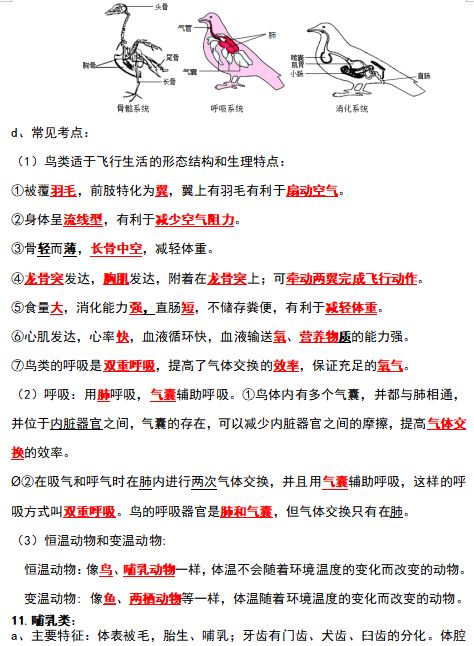 头骨
胸骨
尾骨
长骨
骨骼系统
气管
肺
气囊
呼吸系统
嗉囊
肌胃
小肠
直肠
消化系统
d、常见考点：
（1）鸟类适于飞行生活的形态结构和生理特点：
①被覆羽毛，前肢特化为翼，翼上有羽毛有利于扇动空气。
②身体呈流线型，有利于减少空气阻力。
③骨轻而薄，长骨中空，减轻体重。
④龙骨突发达，胸肌发达，附着在龙骨突上；可牵动两翼完成飞行动作。
⑤食量大，消化能力强，直肠短，不储存粪便，有利于减轻体重。
⑥心肌发达，心率快，血液循环快，血液输送氧、营养物质的能力强。
⑦鸟类的呼吸是双重呼吸，提高了气体交换的效率，保证充足的氧气。
（2）呼吸：用肺呼吸，气囊辅助呼吸。①鸟体内有多个气囊，并都与肺相通，
并位于内脏器官之间，气囊的存在，可以减少内脏器官之间的摩擦，提高气体交
换的效率。
Ø②在吸气和呼气时在肺内进行两次气体交换，并且用气囊辅助呼吸，这样的呼
吸方式叫双重呼吸。鸟的呼吸器官是肺和气囊，但气体交换只有在肺。
（3）恒温动物和变温动物:
恒温动物：像鸟、哺乳动物一样，体温不会随着环境温度的变化而改变的动物。
变温动物：像鱼、两栖动物等一样，体温随着环境温度的变化而改变的动物。
11.哺乳类：
a、主要特征：体表被毛，胎生、哺乳；牙齿有门齿、犬齿、臼齿的分化。体腔